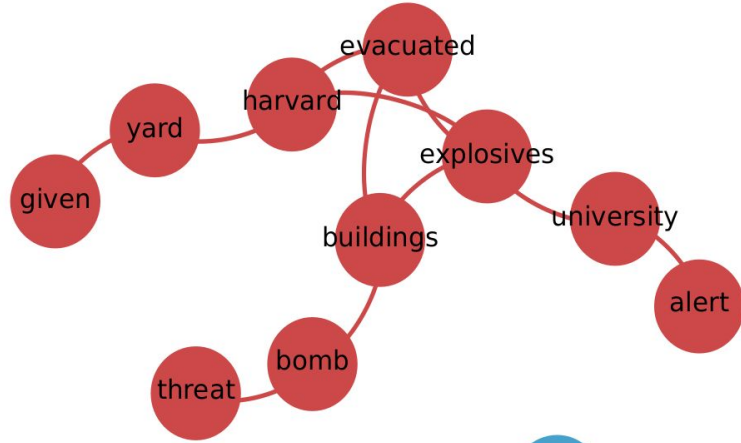 evacuated
harvard
yard
explosives
given
university
buildings
alert
bomb
threat